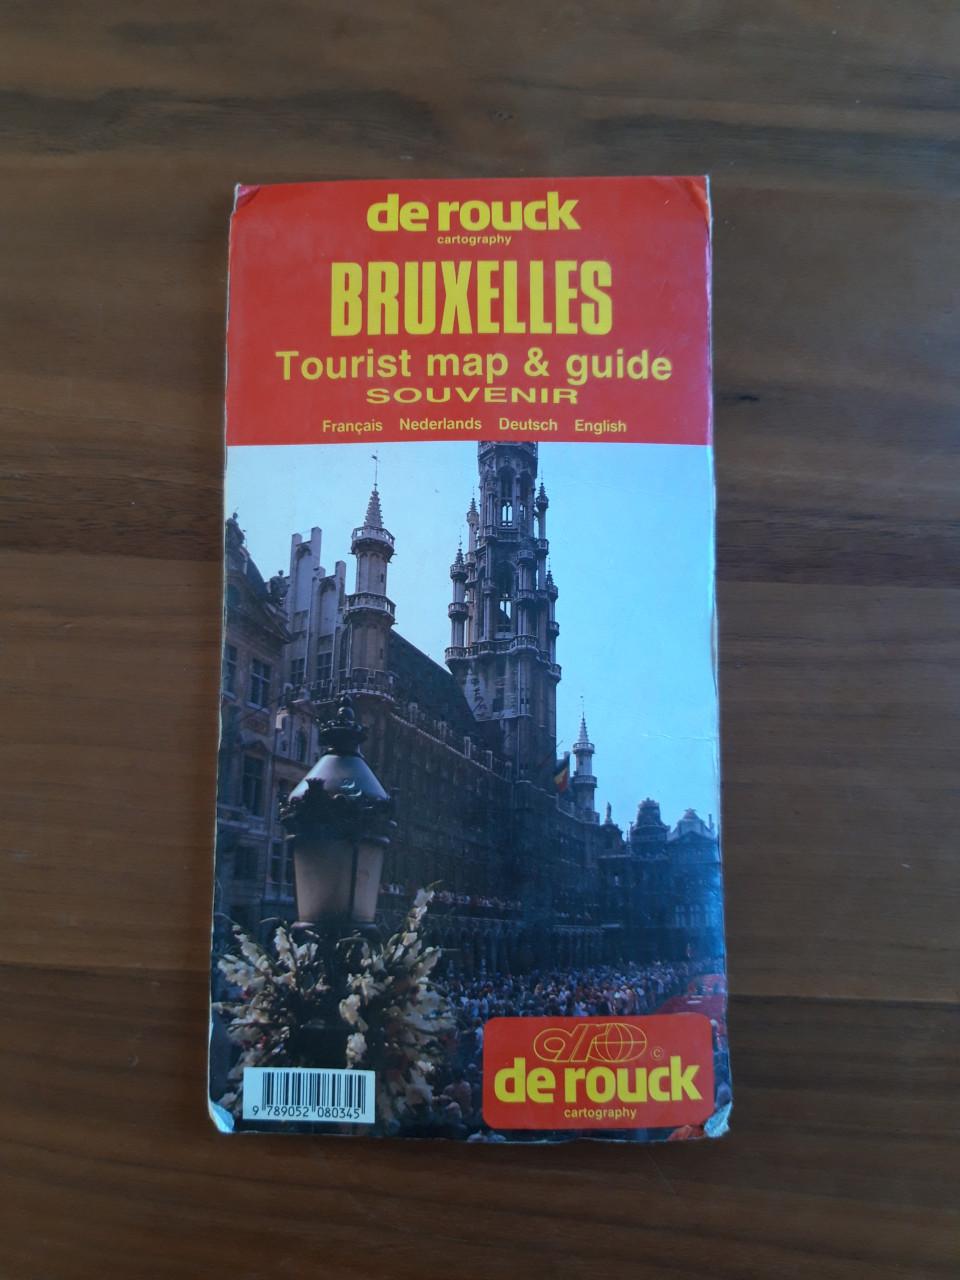 de rouck
cartography
BRUXELLES
Tourist map & guide
SOUVENIR
Français Nederlands Deutsch English
©
de rouck
cartography
9 789052 080345